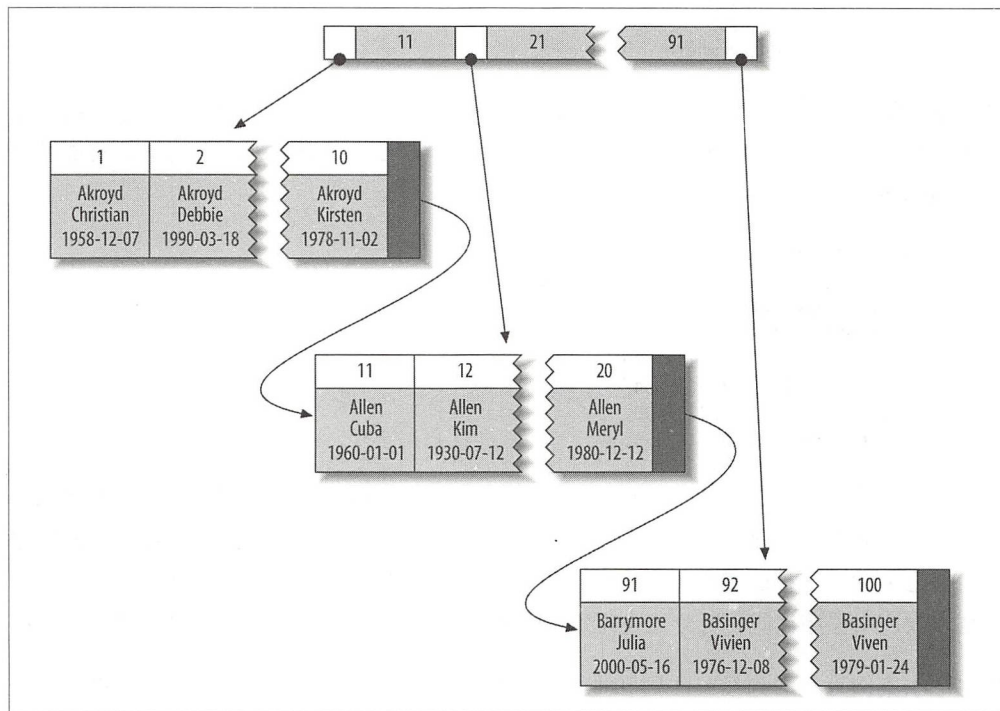 11 21 91
1 2 10
Akroyd Akroyd Akroyd
Christian Debbie Kirsten
1958-12-07 1990-03-18 1978-11-02
11 12 20
Allen Allen Allen
Cuba Kim Meryl
1960-01-01 1930-07-12 1980-12-12
91 92 100
Barrymore Basinger Basinger
Julia Vivien Viven
2000-05-16 1976-12-08 1979-01-24